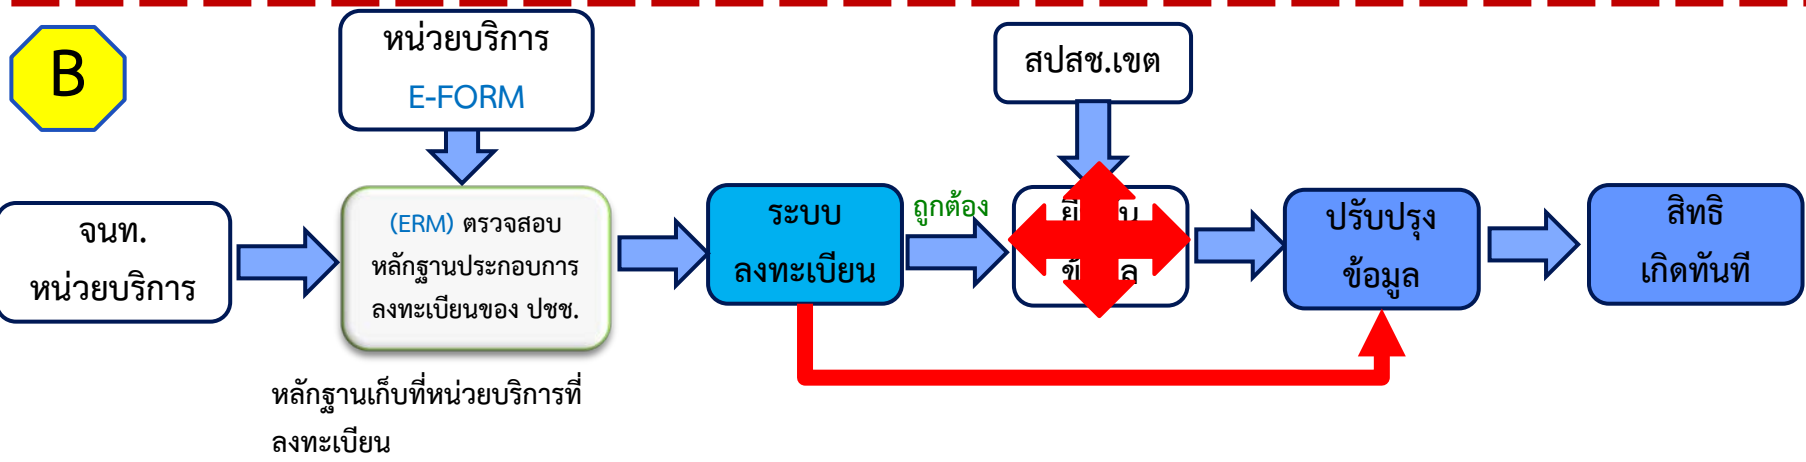 B
หน่วยบริการ
E-FORM
สปสช.เขต
จนท.
หน่วยบริการ
(ERM) ตรวจสอบ
หลักฐานประกอบการ
ลงทะเบียนของ ปชช.
ระบบ
ลงทะเบียน
ถูกต้อง
ปรับปรุง
ข้อมูล
สิทธิ
เกิดทันที
หลักฐานเก็บที่หน่วยบริการที่
ลงทะเบียน